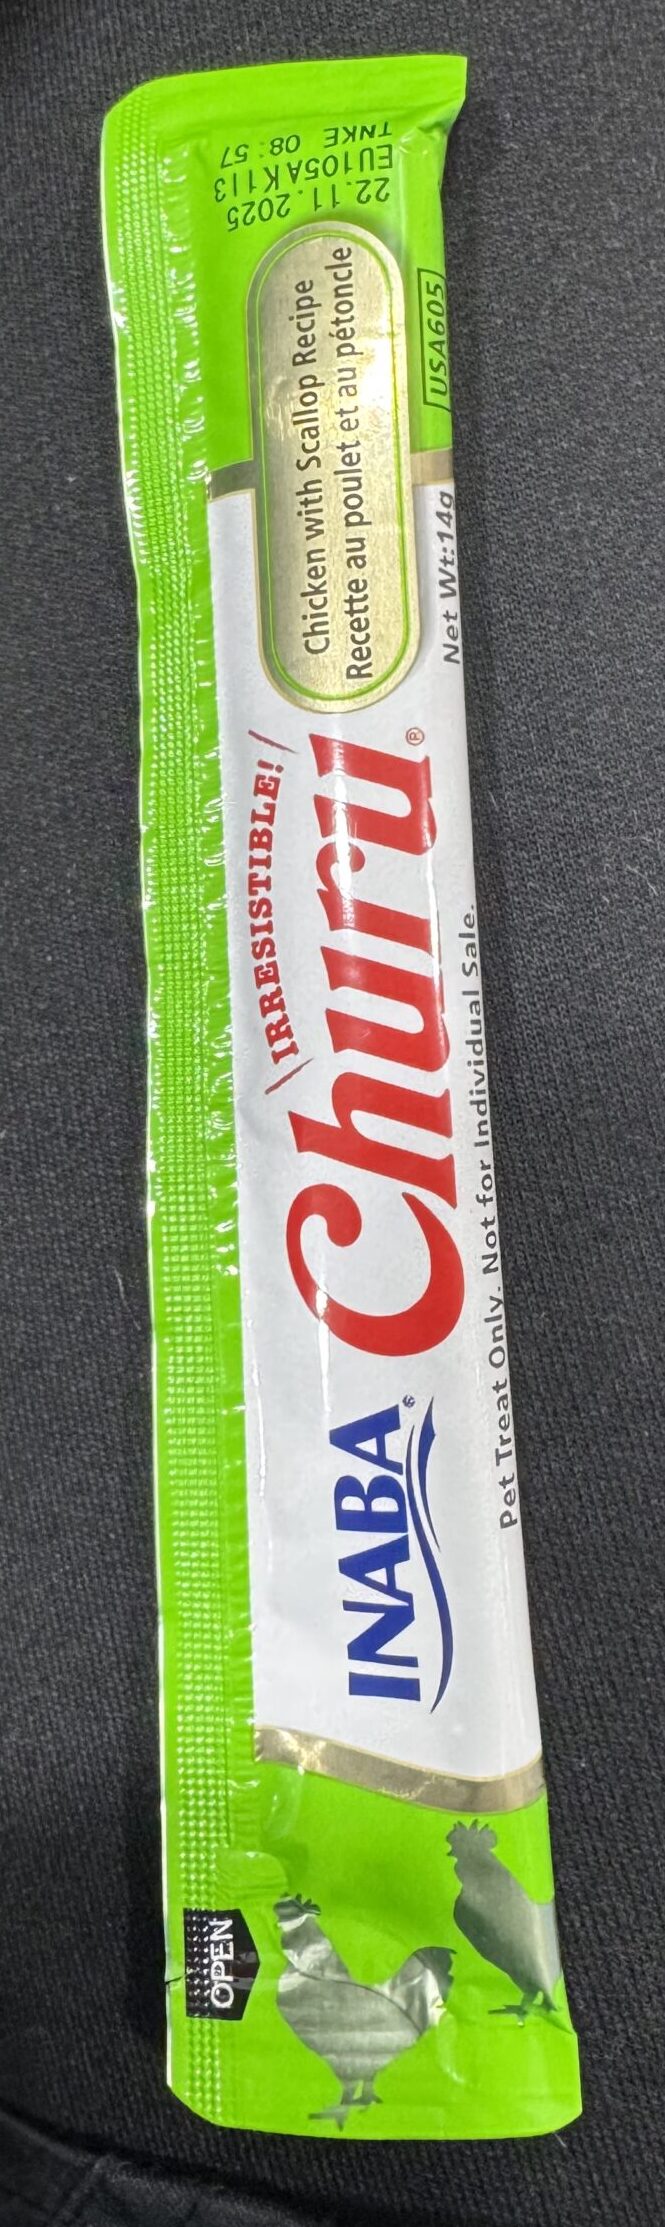 OPEN
INABA®
IRRESISTIBLE!
Churu®
Chicken with Scallop Recipe
Recette au poulet et au pétoncle
Pet Treat Only. Not for Individual Sale.
Net Wt:14g
USA605
22.11.2025
EU105AK113
TNKE 08:57